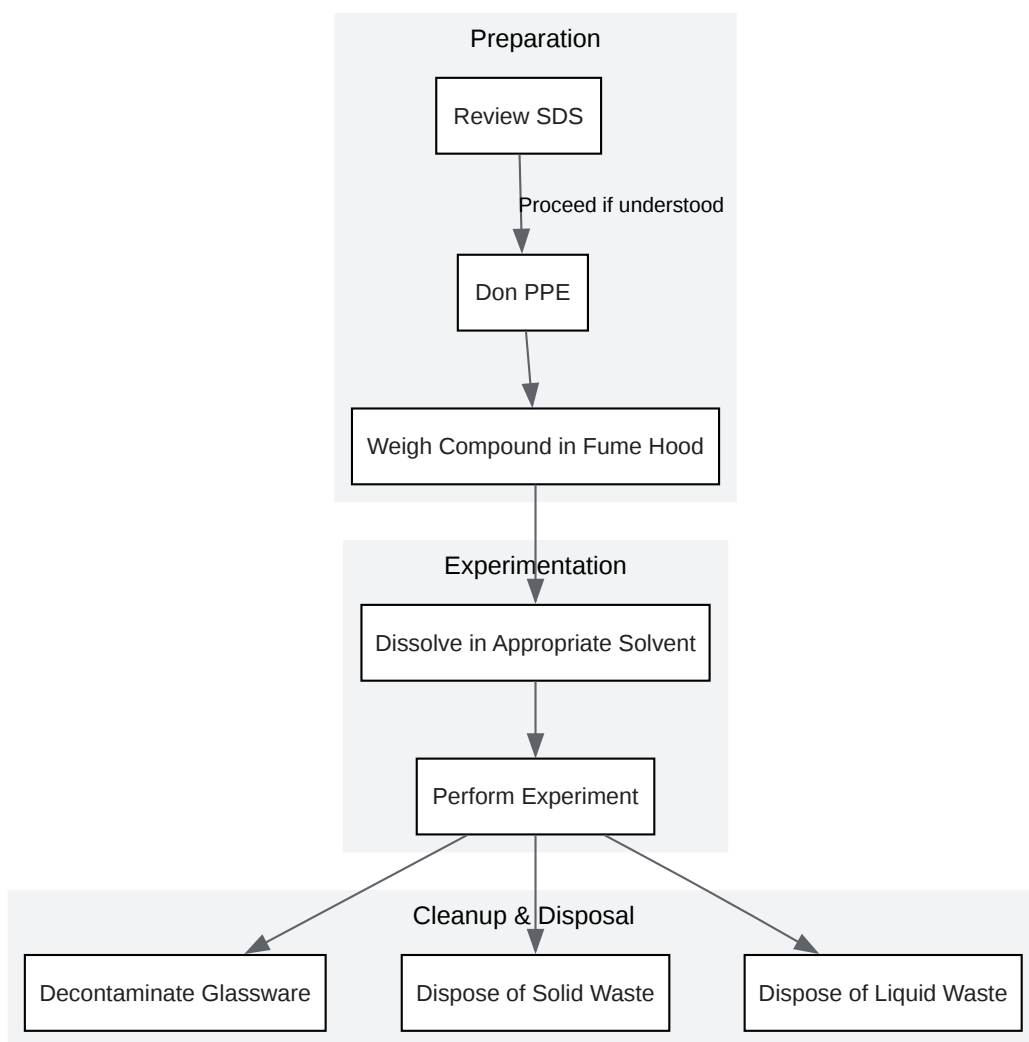 Preparation
Review SDS
Proceed if understood
Don PPE
Weigh Compound in Fume Hood
Experimentation
Dissolve in Appropriate Solvent
Perform Experiment
Cleanup & Disposal
Decontaminate Glassware
Dispose of Solid Waste
Dispose of Liquid Waste